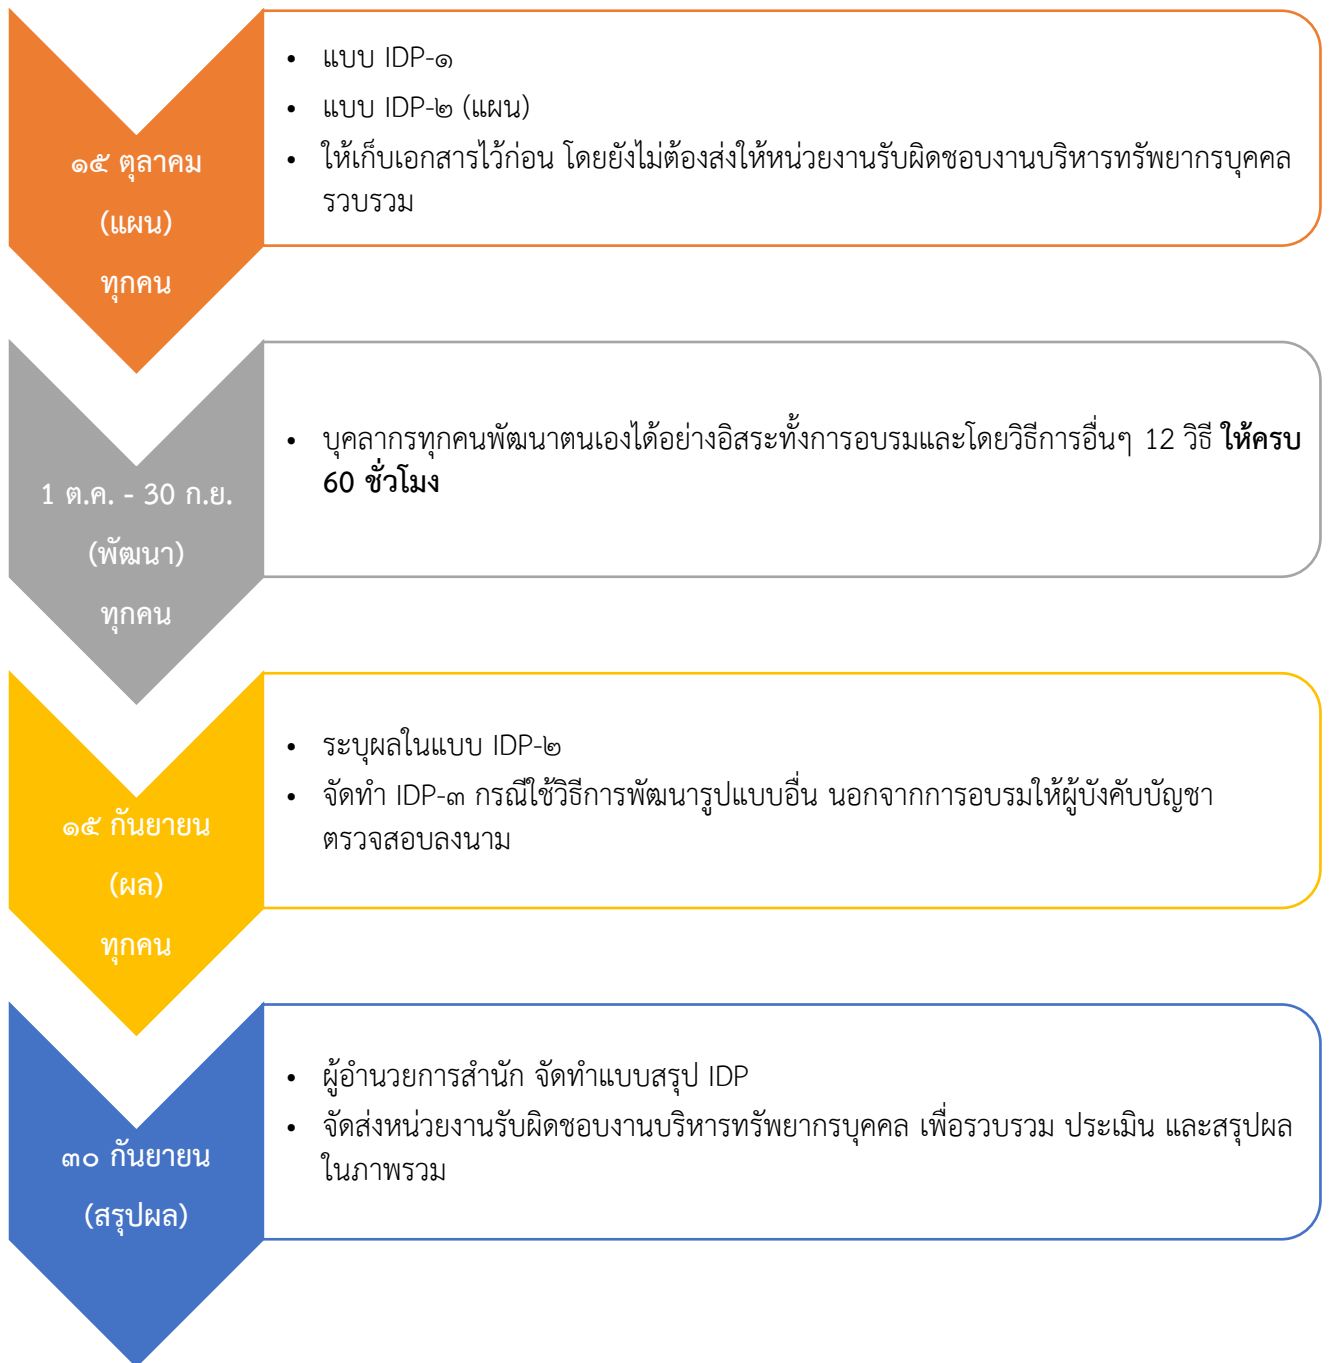 ๑๕ ตุลาคม
(แผน)
ทุกคน
• แบบ IDP-๑
• แบบ IDP-๒ (แผน)
• ให้เก็บเอกสารไว้ก่อน โดยยังไม่ต้องส่งให้หน่วยงานรับผิดชอบงานบริหารทรัพยากรบุคคล
รวบรวม
1 ต.ค. - 30 ก.ย.
(พัฒนา)
ทุกคน
• บุคลากรทุกคนพัฒนาตนเองได้อย่างอิสระทั้งการอบรมและโดยวิธีการอื่นๆ 12 วิธี ให้ครบ
60 ชั่วโมง
๑๕ กันยายน
(ผล)
ทุกคน
• ระบุผลในแบบ IDP-๒
• จัดทำ IDP-๓ กรณีใช้วิธีการพัฒนารูปแบบอื่น นอกจากการอบรมให้ผู้บังคับบัญชา
ตรวจสอบลงนาม
๓๐ กันยายน
(สรุปผล)
• ผู้อำนวยการสำนัก จัดทำแบบสรุป IDP
• จัดส่งหน่วยงานรับผิดชอบงานบริหารทรัพยากรบุคคล เพื่อรวบรวม ประเมิน และสรุปผล
ในภาพรวม